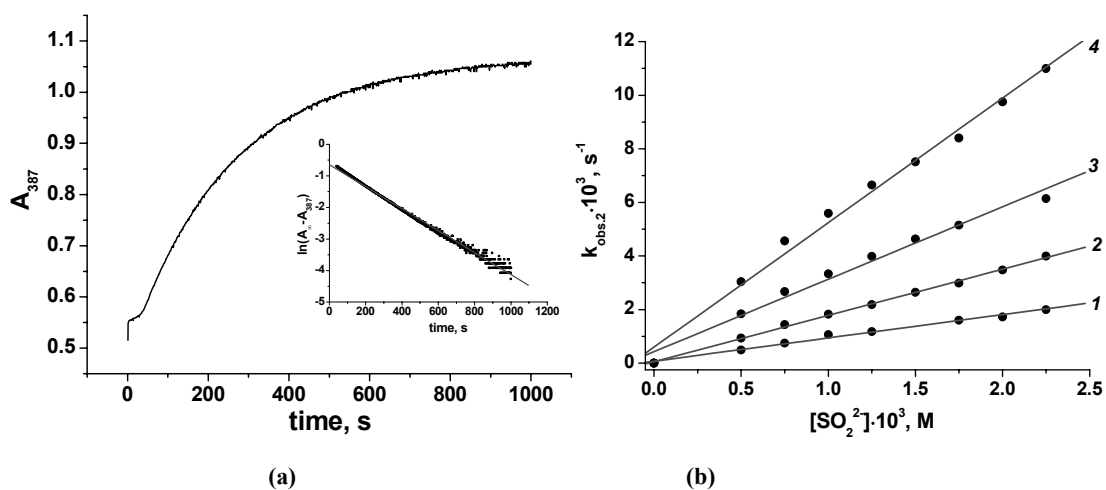 1.1
1.0
0.9
0.8
0.7
0.6
0.5
A387
0 200 400 600 800 1000
time, s
0
-1
-2
-3
-4
-5
ln(A∞-A387)
0 200 400 600 800 1000 1200
time, s
(a)
12
10
8
6
4
2
0
kobs.2·10³, s⁻¹
4
3
2
1
0.0 0.5 1.0 1.5 2.0 2.5
[SO₂²⁻]·10³, M
(b)